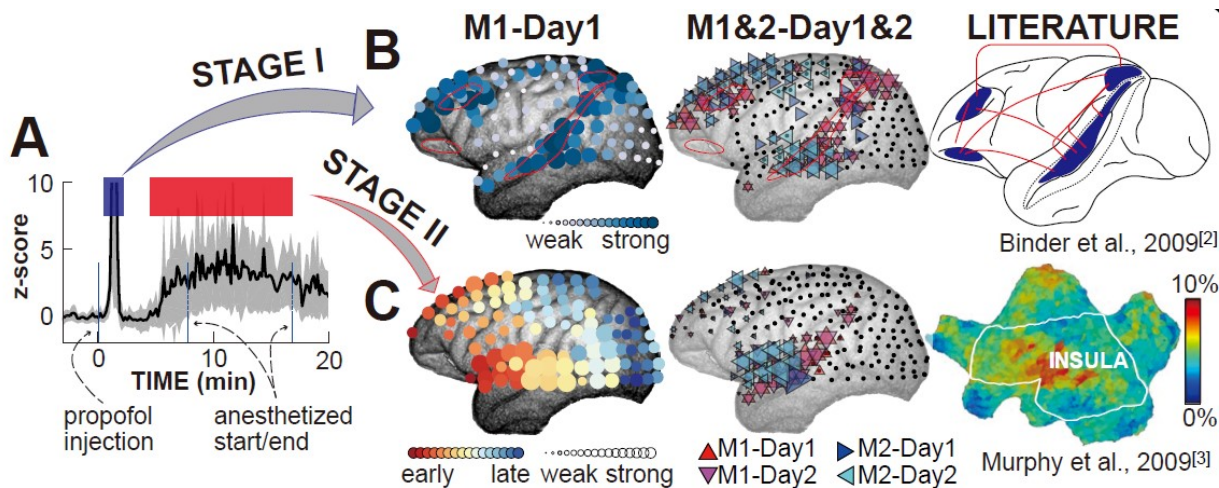 A
STAGE I
STAGE II
z-score
10
5
0
0
10
20
TIME (min)
propofol
injection
anesthetized
start/end
B
M1-Day1
M1&2-Day1&2
LITERATURE
weak strong
Binder et al., 2009[2]
C
early late
weak strong
M1-Day1
M2-Day1
M1-Day2
M2-Day2
INSULA
10%
0%
Murphy et al., 2009[3]